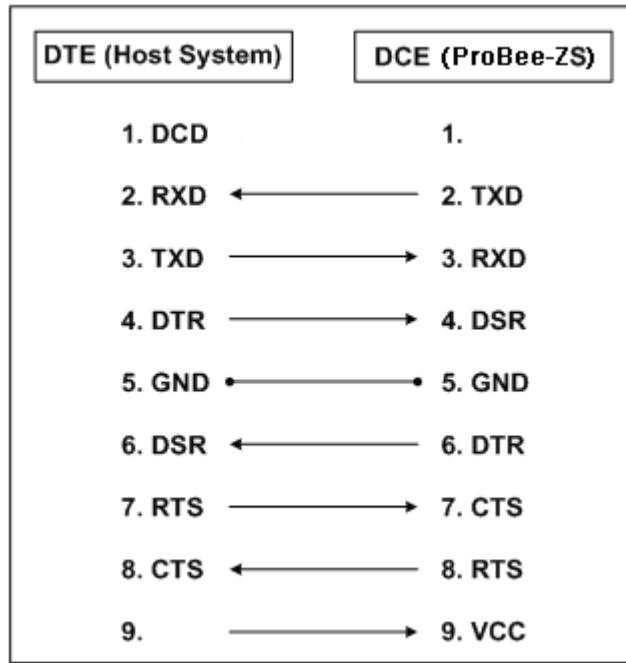 DTE (Host System) DCE (ProBee-ZS)
1. DCD 1.
2. RXD 2. TXD
3. TXD 3. RXD
4. DTR 4. DSR
5. GND 5. GND
6. DSR 6. DTR
7. RTS 7. CTS
8. CTS 8. RTS
9. 9. VCC